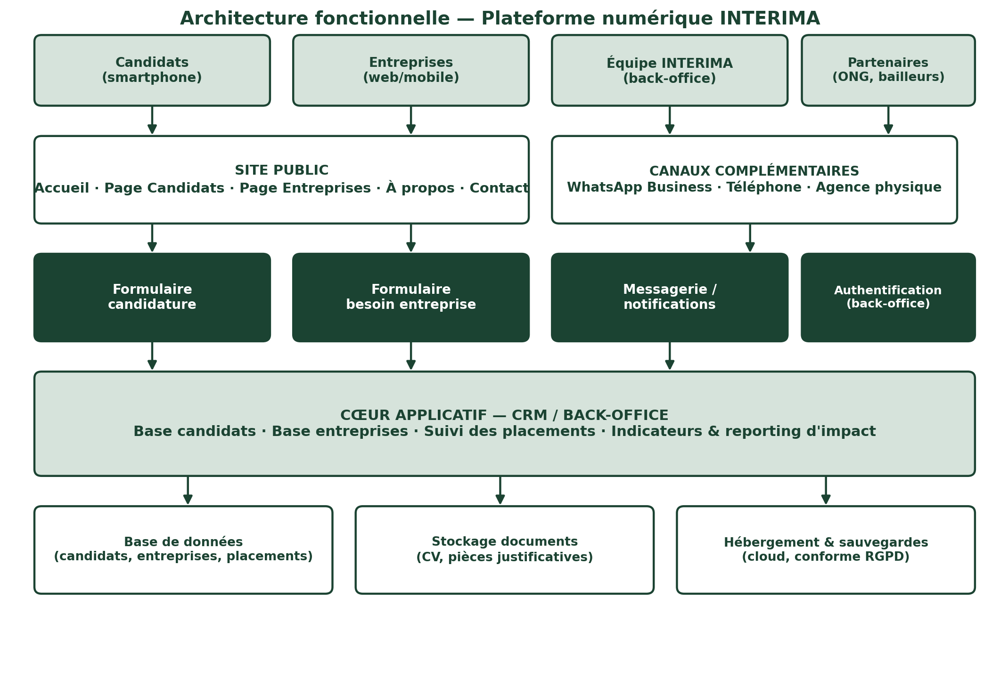 Architecture fonctionnelle — Plateforme numérique INTERIMA
Candidats
(smartphone)
Entreprises
(web/mobile)
Équipe INTERIMA
(back-office)
Partenaires
(ONG, bailleurs)
SITE PUBLIC
Accueil · Page Candidats · Page Entreprises · À propos · Contact
CANAUX COMPLÉMENTAIRES
WhatsApp Business · Téléphone · Agence physique
Formulaire
candidature
Formulaire
besoin entreprise
Messagerie /
notifications
Authentification
(back-office)
CŒUR APPLICATIF — CRM / BACK-OFFICE
Base candidats · Base entreprises · Suivi des placements · Indicateurs & reporting d'impact
Base de données
(candidats, entreprises, placements)
Stockage documents
(CV, pièces justificatives)
Hébergement & sauvegardes
(cloud, conforme RGPD)